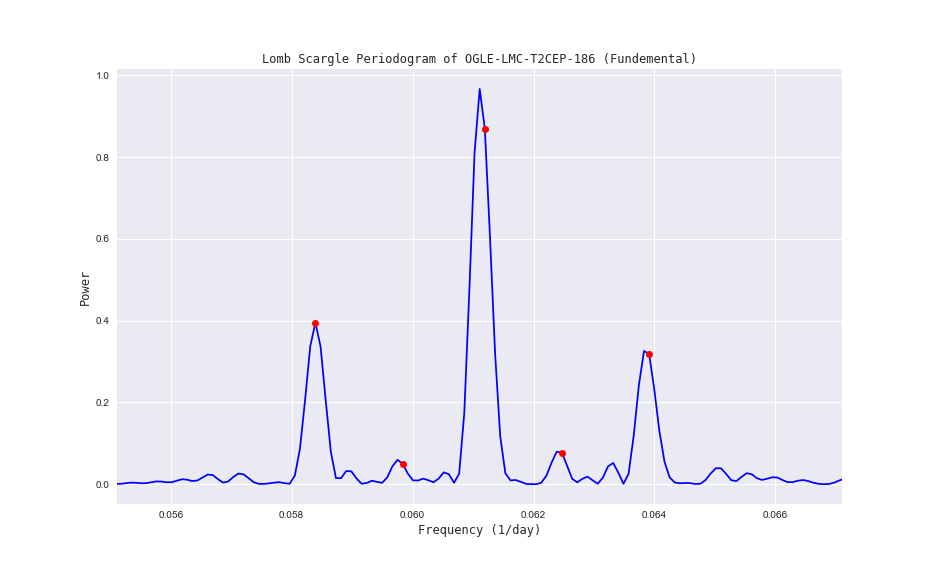 Lomb Scargle Periodogram of OGLE-LMC-T2CEP-186 (Fundemental)
1.0
0.8
0.6
0.4
0.2
0.0
Power
0.056 0.058 0.060 0.062 0.064 0.066
Frequency (1/day)